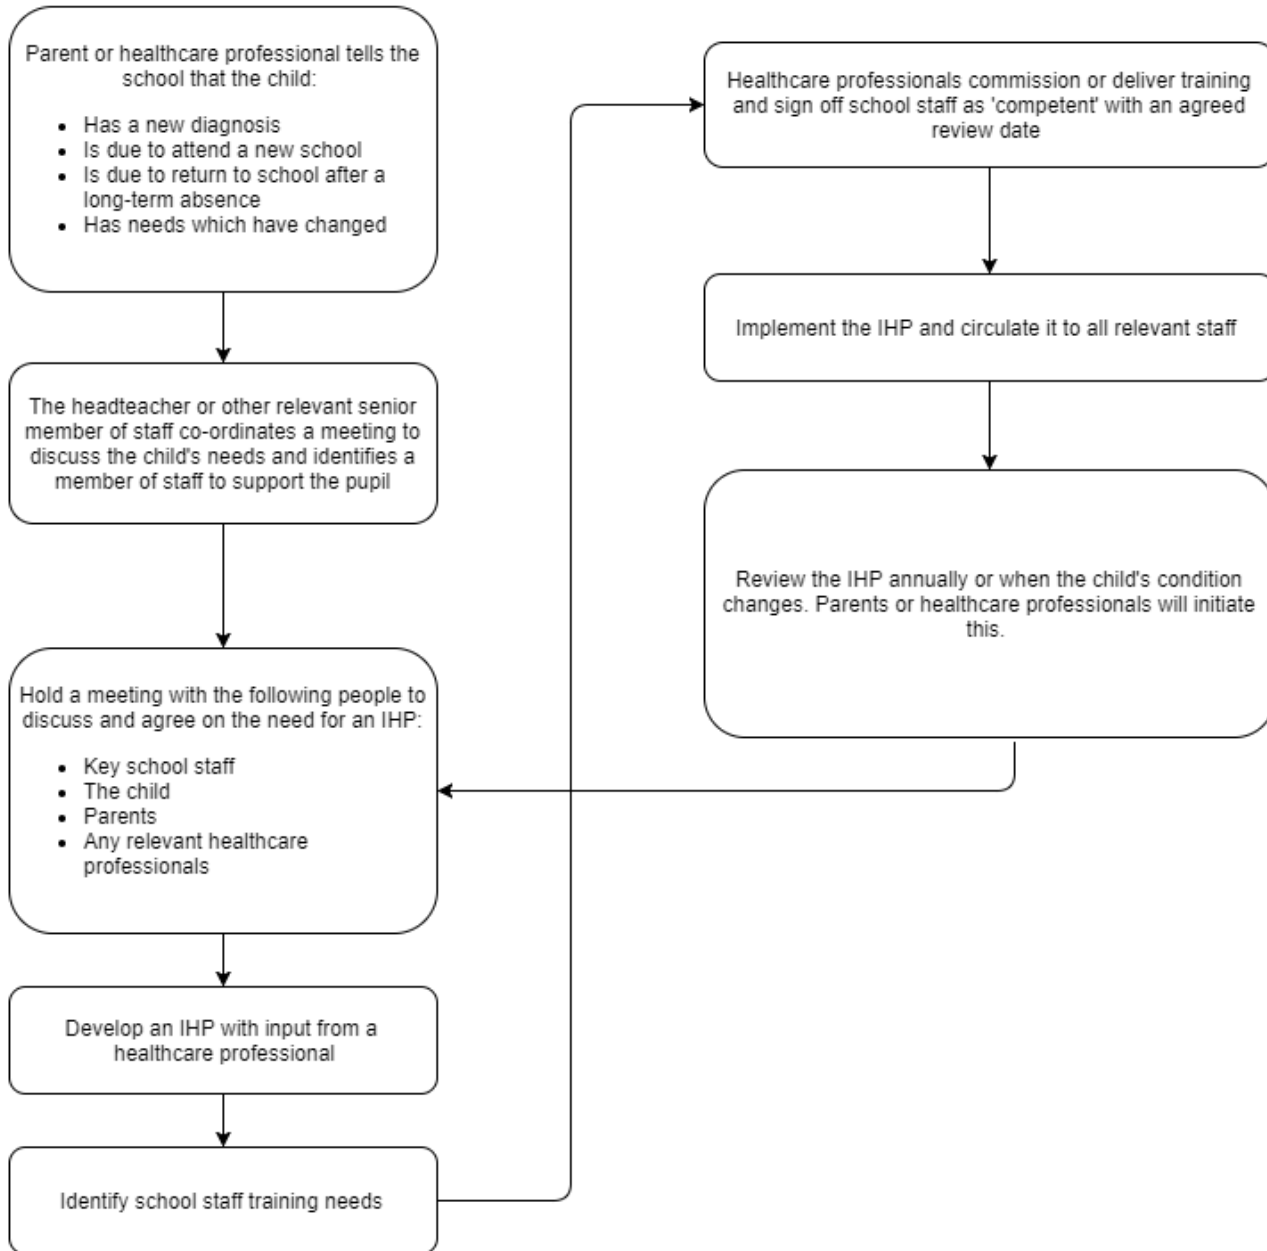 Parent or healthcare professional tells the
school that the child:
• Has a new diagnosis
• Is due to attend a new school
• Is due to return to school after a
long-term absence
• Has needs which have changed
The headteacher or other relevant senior
member of staff co-ordinates a meeting to
discuss the child's needs and identifies a
member of staff to support the pupil
Hold a meeting with the following people to
discuss and agree on the need for an IHP:
• Key school staff
• The child
• Parents
• Any relevant healthcare
professionals
Develop an IHP with input from a
healthcare professional
Identify school staff training needs
Healthcare professionals commission or deliver training
and sign off school staff as 'competent' with an agreed
review date
Implement the IHP and circulate it to all relevant staff
Review the IHP annually or when the child's condition
changes. Parents or healthcare professionals will initiate
this.